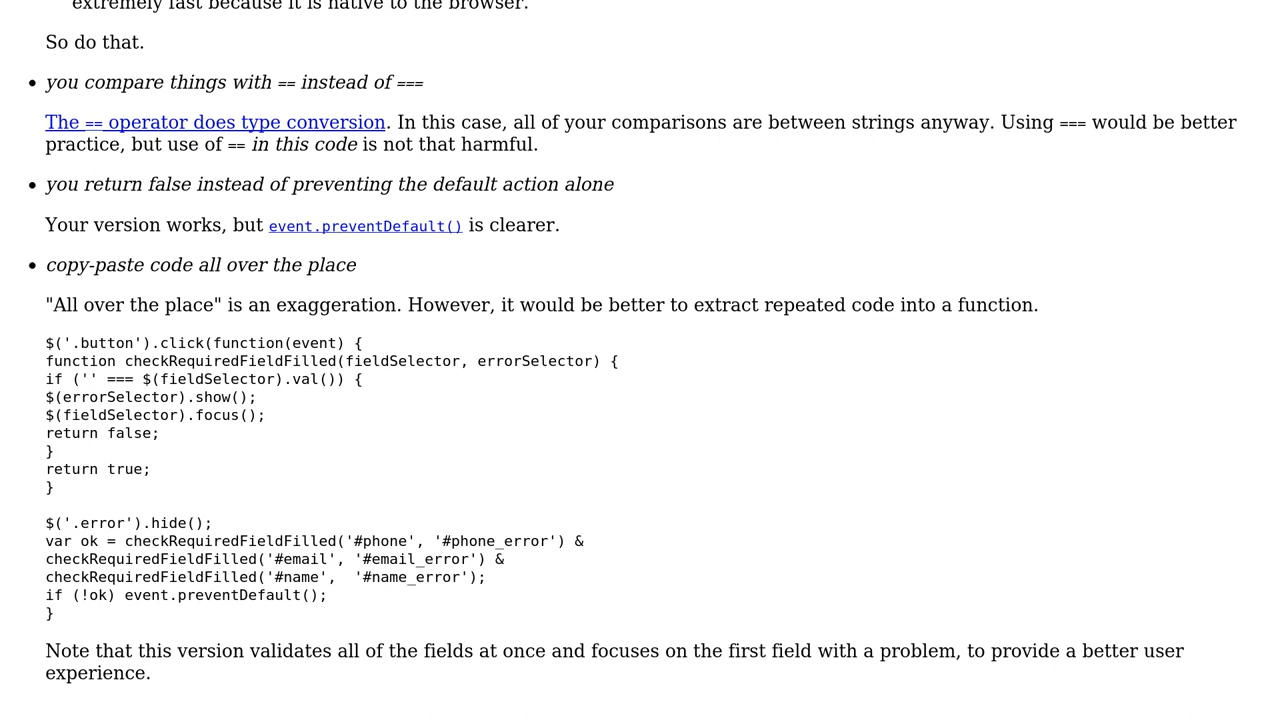 extremely fast because it is native to the browser.
So do that.
• you compare things with == instead of ===
The == operator does type conversion. In this case, all of your comparisons are between strings anyway. Using === would be better
practice, but use of == in this code is not that harmful.
• you return false instead of preventing the default action alone
Your version works, but event.preventDefault() is clearer.
• copy-paste code all over the place
"All over the place" is an exaggeration. However, it would be better to extract repeated code into a function.
$('.button').click(function(event) {
function checkRequiredFieldFilled(fieldSelector, errorSelector) {
if ('' === $(fieldSelector).val()) {
$(errorSelector).show();
$(fieldSelector).focus();
return false;
}
return true;
}
$('.error').hide();
var ok = checkRequiredFieldFilled('#phone', '#phone_error') &
checkRequiredFieldFilled('#email', '#email_error') &
checkRequiredFieldFilled('#name',  '#name_error');
if (!ok) event.preventDefault();
}
Note that this version validates all of the fields at once and focuses on the first field with a problem, to provide a better user
experience.